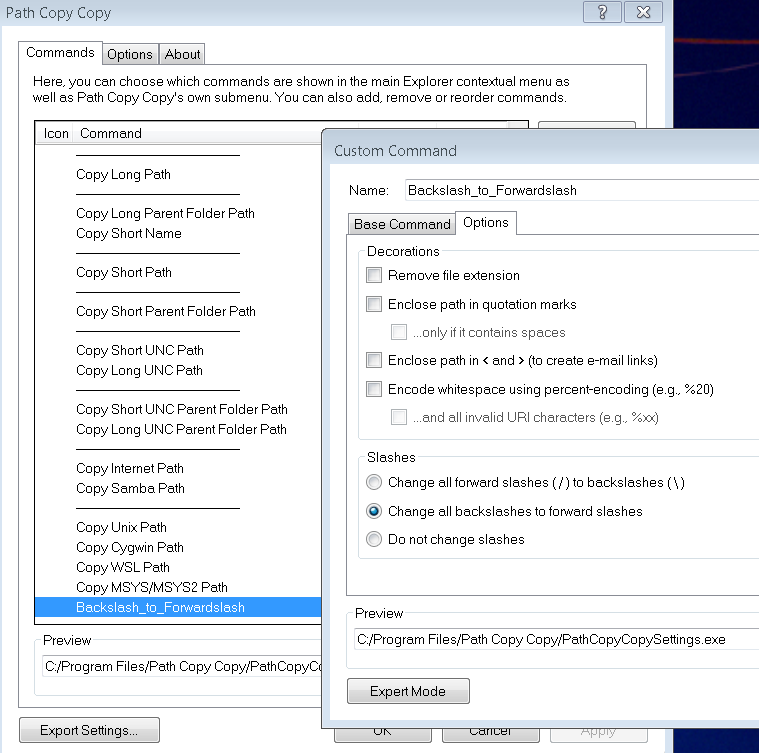 Path Copy Copy
Commands
Options
About
Here, you can choose which commands are shown in the main Explorer contextual menu as
well as Path Copy Copy's own submenu. You can also add, remove or reorder commands.
Icon Command
Copy Long Path
Copy Long Parent Folder Path
Copy Short Name
Copy Short Path
Copy Short Parent Folder Path
Copy Short UNC Path
Copy Long UNC Path
Copy Short UNC Parent Folder Path
Copy Long UNC Parent Folder Path
Copy Internet Path
Copy Samba Path
Copy Unix Path
Copy Cygwin Path
Copy WSL Path
Copy MSYS/MSYS2 Path
Backslash_to_Forwardslash
Preview
C:/Program Files/Path Copy Copy/PathCopyCo
Export Settings...
OK
Cancel
Apply
Custom Command
Name: Backslash_to_Forwardslash
Base Command
Options
Decorations
Remove file extension
Enclose path in quotation marks
...only if it contains spaces
Enclose path in < and > (to create e-mail links)
Encode whitespace using percent-encoding (e.g., %20)
...and all invalid URI characters (e.g., %xx)
Slashes
Change all forward slashes (/) to backslashes (\)
Change all backslashes to forward slashes
Do not change slashes
Preview
C:/Program Files/Path Copy Copy/PathCopyCopySettings.exe
Expert Mode